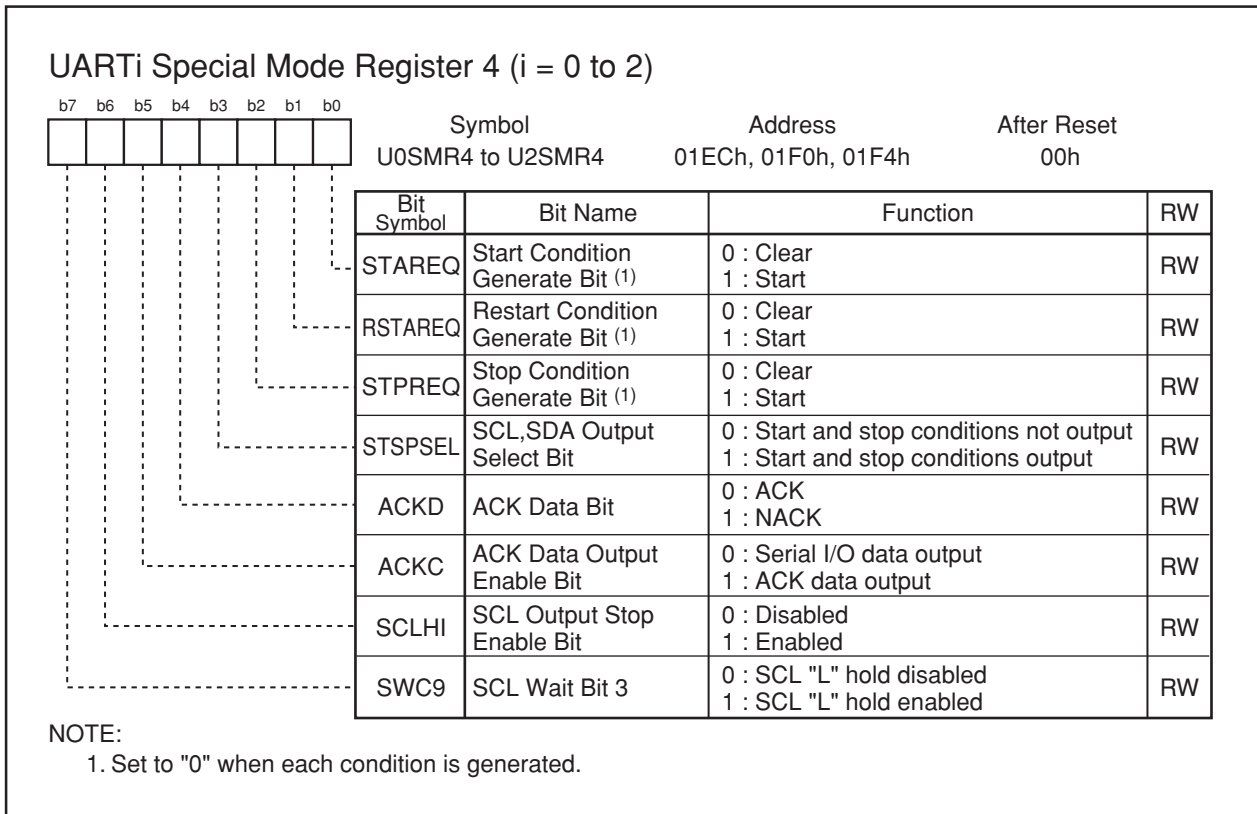 UARTi Special Mode Register 4 (i = 0 to 2)
b7 b6 b5 b4 b3 b2 b1 b0
Symbol Address After Reset
U0SMR4 to U2SMR4 01ECh, 01F0h, 01F4h 00h
Bit Symbol Bit Name Function RW
STAREQ Start Condition Generate Bit (1) 0 : Clear 1 : Start RW
RSTAREQ Restart Condition Generate Bit (1) 0 : Clear 1 : Start RW
STPREQ Stop Condition Generate Bit (1) 0 : Clear 1 : Start RW
STSPSEL SCL,SDA Output Select Bit 0 : Start and stop conditions not output 1 : Start and stop conditions output RW
ACKD ACK Data Bit 0 : ACK 1 : NACK RW
ACKC ACK Data Output Enable Bit 0 : Serial I/O data output 1 : ACK data output RW
SCLHI SCL Output Stop Enable Bit 0 : Disabled 1 : Enabled RW
SWC9 SCL Wait Bit 3 0 : SCL "L" hold disabled 1 : SCL "L" hold enabled RW
NOTE:
1. Set to "0" when each condition is generated.